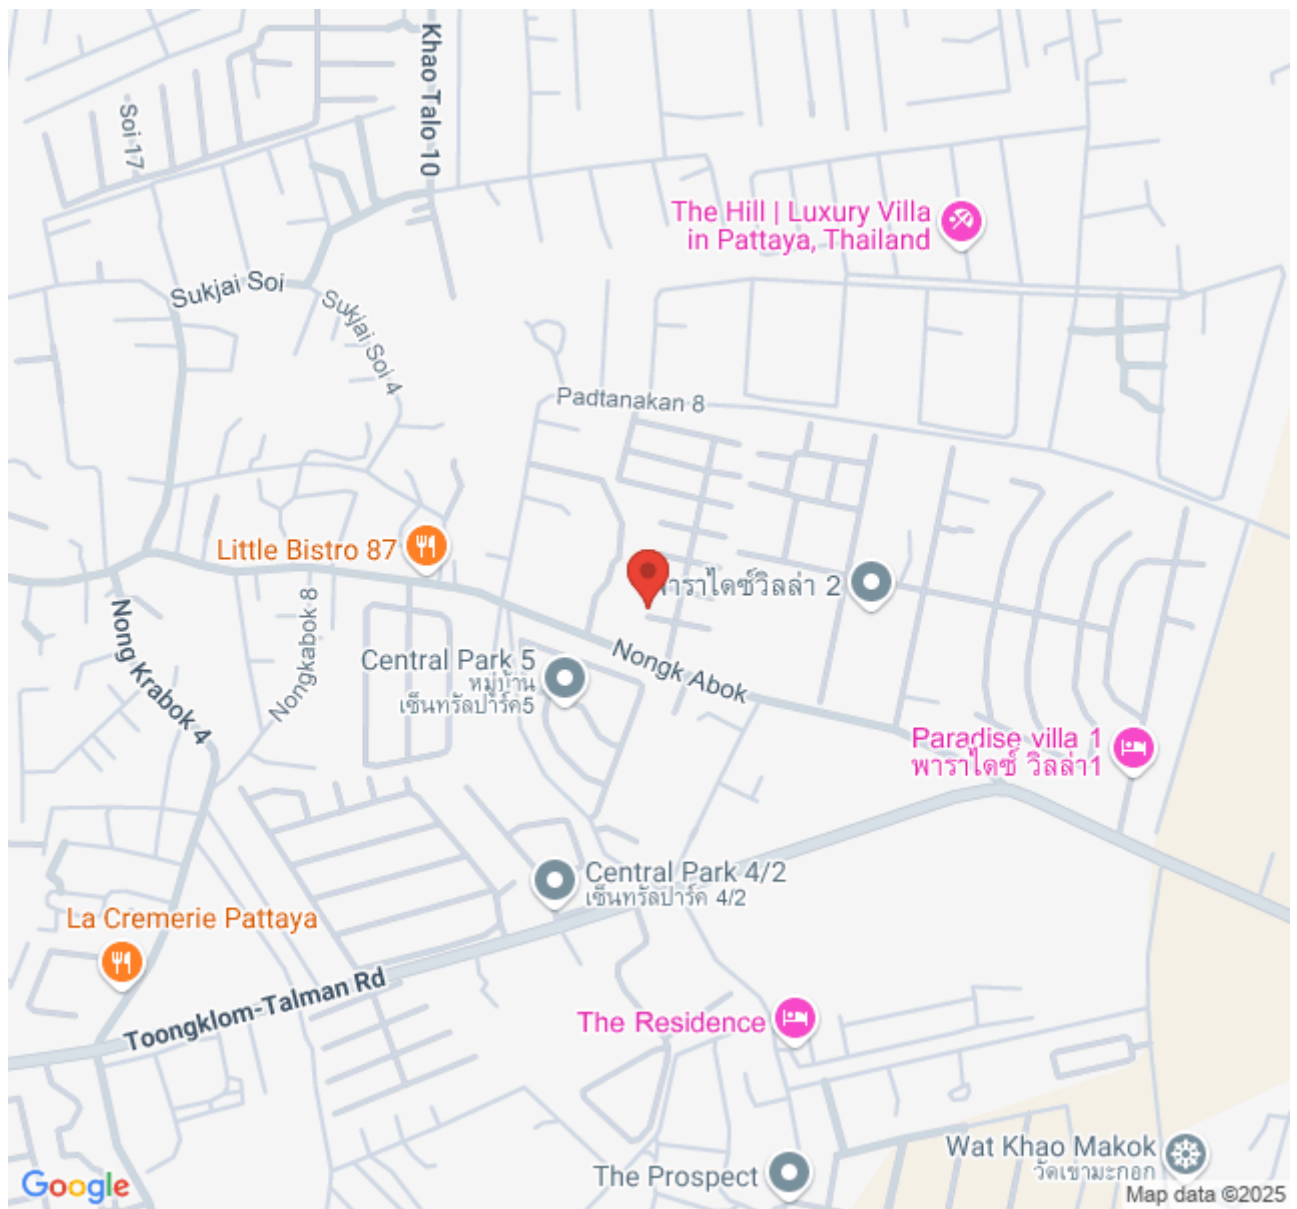 Khao Talo 10
Soi 17
The Hill | Luxury Villa
in Pattaya, Thailand
Sukjai Soi
Sukjai Soi 4
Padtanakan 8
Little Bistro 87
พาราไดซ์วิลล่า 2
Nong Krabok 4
Nongkabok 8
Nongk Abok
Central Park 5
หมู่บ้าน
เซ็นทรัลปาร์ค5
Paradise villa 1
พาราไดซ์ วิลล่า1
Central Park 4/2
เซ็นทรัลปาร์ค 4/2
La Cremerie Pattaya
Toongklom-Talman Rd
The Residence
Wat Khao Makok
วัดเขามะกอก
The Prospect
Google
Map data ©2025